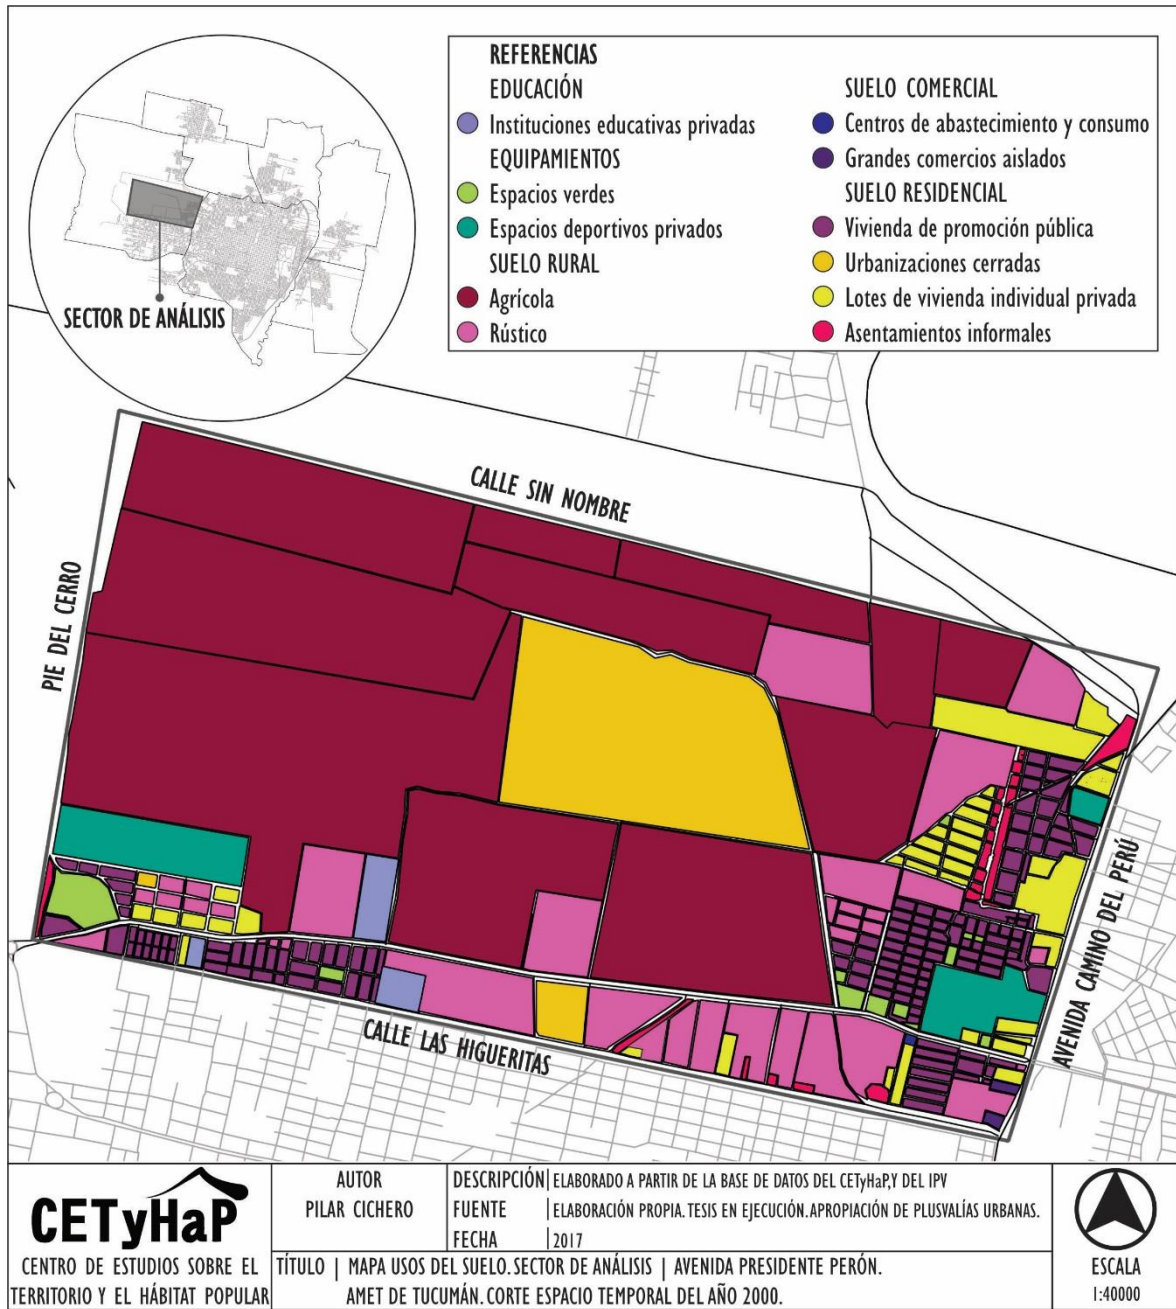 REFERENCIAS
EDUCACIÓN
Instituciones educativas privadas
EQUIPAMIENTOS
Espacios verdes
Espacios deportivos privados
SUELO RURAL
Agrícola
Rústico
SUELO COMERCIAL
Centros de abastecimiento y consumo
Grandes comercios aislados
SUELO RESIDENCIAL
Vivienda de promoción pública
Urbanizaciones cerradas
Lotes de vivienda individual privada
Asentamientos informales
SECTOR DE ANÁLISIS
CALLE SIN NOMBRE
PIE DEL CERRO
AVENIDA CAMINO DEL PERÚ
CALLE LAS HIGUERITAS
CETyHaP
CENTRO DE ESTUDIOS SOBRE EL
TERRITORIO Y EL HÁBITAT POPULAR
AUTOR
PILAR CICHERO
DESCRIPCIÓN | ELABORADO A PARTIR DE LA BASE DE DATOS DEL CETyHaP,Y DEL IPV
FUENTE | ELABORACIÓN PROPIA. TESIS EN EJECUCIÓN. APROPIACIÓN DE PLUSVALÍAS URBANAS.
FECHA | 2017
TÍTULO | MAPA USOS DEL SUELO. SECTOR DE ANÁLISIS | AVENIDA PRESIDENTE PERÓN.
AMET DE TUCUMÁN. CORTE ESPACIO TEMPORAL DEL AÑO 2000.
ESCALA
1:40000